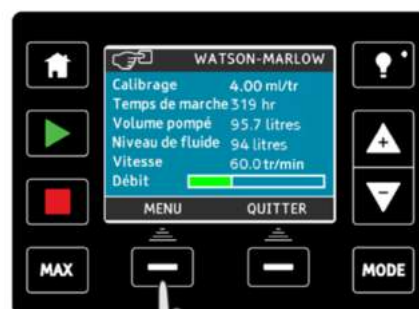 WATSON-MARLOW
Calibrage 4.00 ml/tr
Temps de marche 319 hr
Volume pompé 95.7 litres
Niveau de fluide 94 litres
Vitesse 60.0 tr/min
Débit
MENU QUITTER
MAX MODE